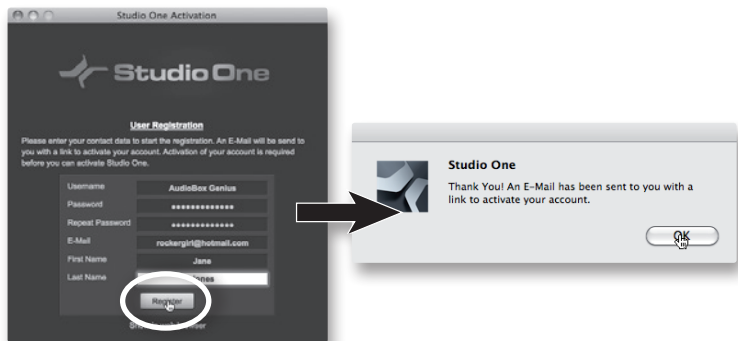 Studio One Activation
Studio One
User Registration
Please enter your contact data to start the registration. An E-Mail will be sent to
you with a link to activate your account. Activation of your account is required
before you can activate Studio One.
Username AudioBox Genius
Password •••••••••••••
Repeat Password •••••••••••••
E-Mail rockergirl@hotmail.com
First Name Jane
Last Name
Register
Studio One
Thank You! An E-Mail has been sent to you with a
link to activate your account.
OK